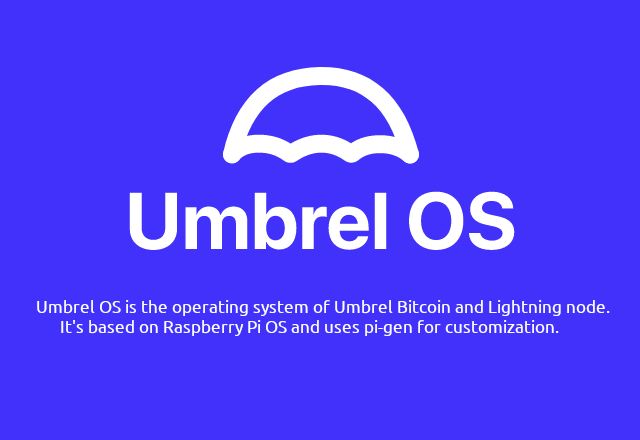 Umbrel OS
Umbrel OS is the operating system of Umbrel Bitcoin and Lightning node.
It's based on Raspberry Pi OS and uses pi-gen for customization.